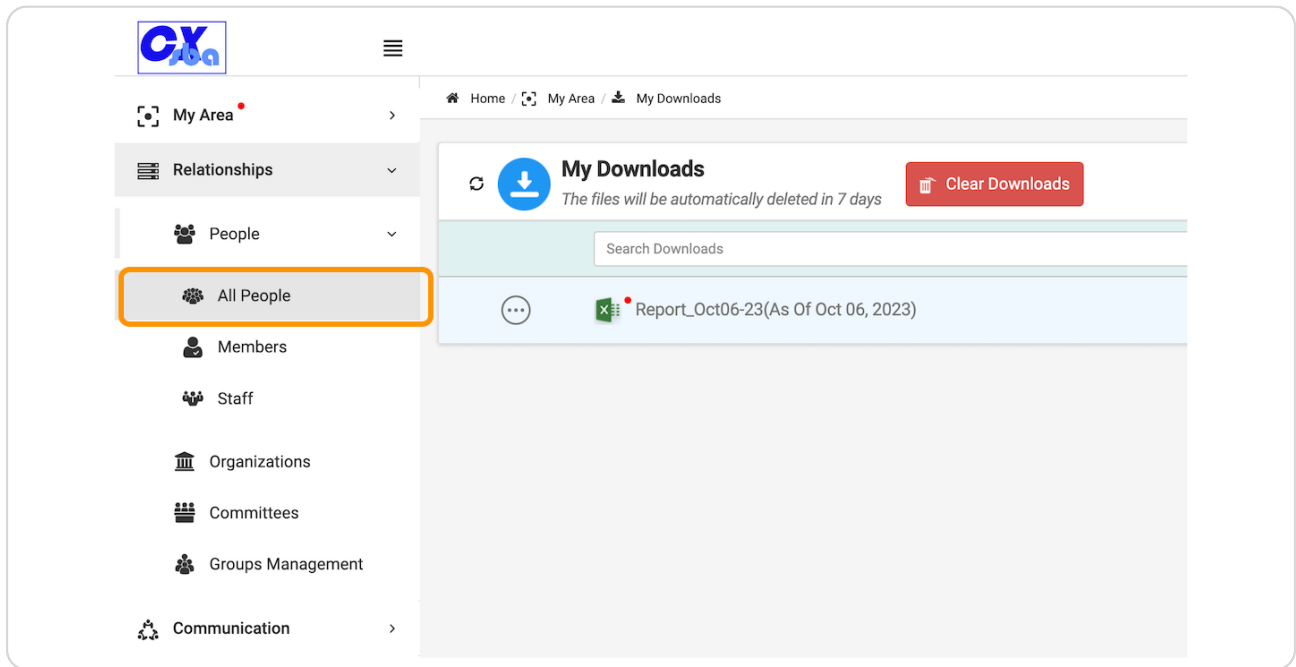 CX
sba
Home / My Area / My Downloads
My Area
Relationships
People
All People
Members
Staff
Organizations
Committees
Groups Management
Communication
My Downloads
The files will be automatically deleted in 7 days
Clear Downloads
Search Downloads
Report_Oct06-23(As Of Oct 06, 2023)